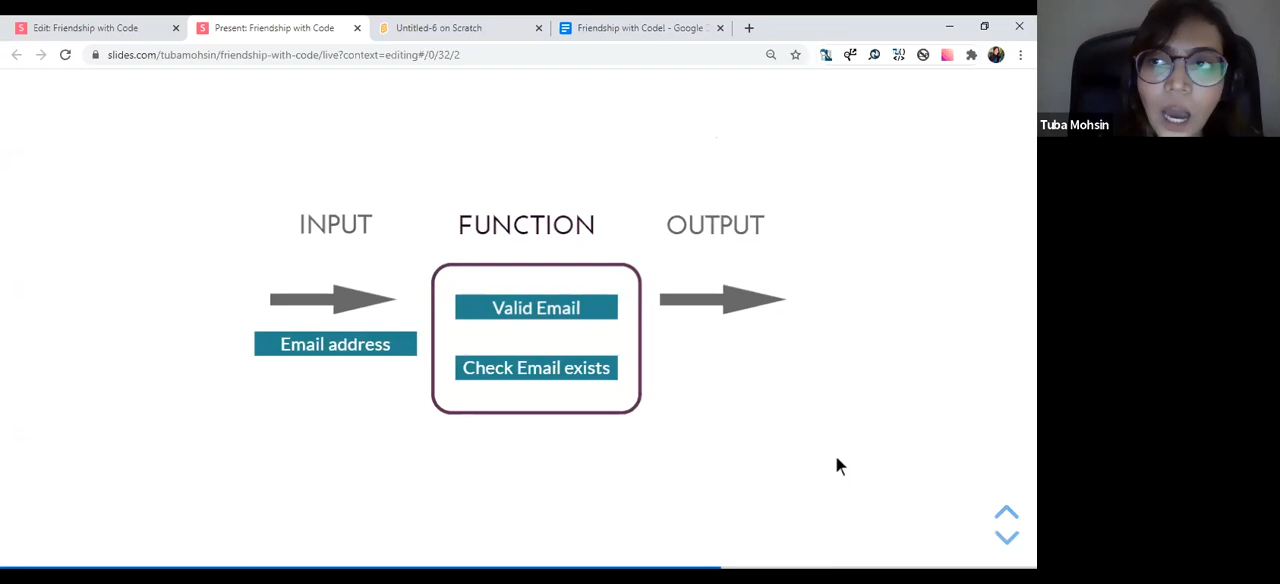 Edit: Friendship with Code
Present: Friendship with Code
Untitled-6 on Scratch
Friendship with Code! - Google
slides.com/tubamohsin/friendship-with-code/live?context=editing#/0/32/2
Tuba Mohsin
INPUT
FUNCTION
OUTPUT
Valid Email
Email address
Check Email exists